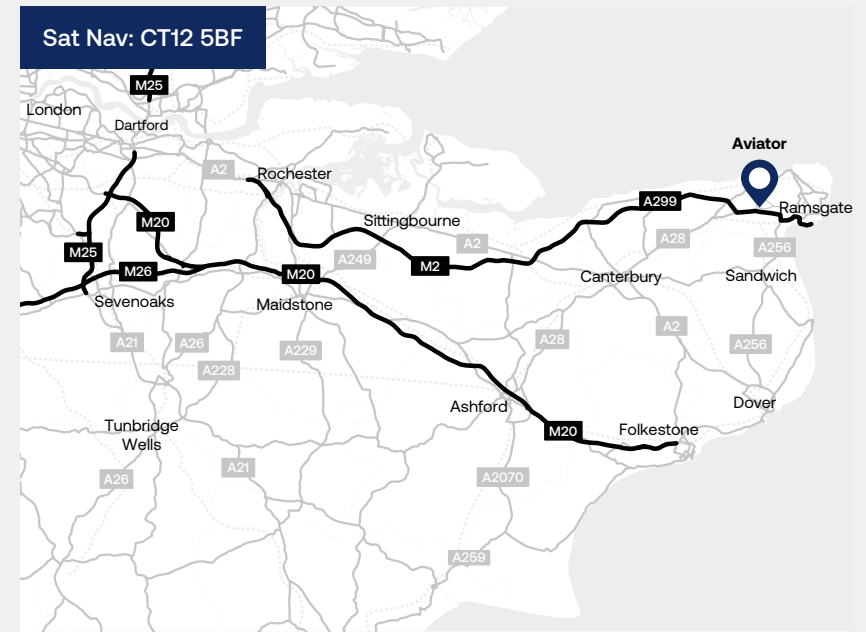 Sat Nav: CT12 5BF
M25
London
Dartford
Aviator
A2
Rochester
A299
Ramsgate
M20
Sittingbourne
A28
A2
A256
M25
A249
M2
M26
M20
Canterbury
Sandwich
Sevenoaks
Maidstone
A2
A21
A26
A28
A256
A229
A228
Ashford
Dover
Tunbridge
Wells
M20
Folkestone
A21
A26
A2070
A259